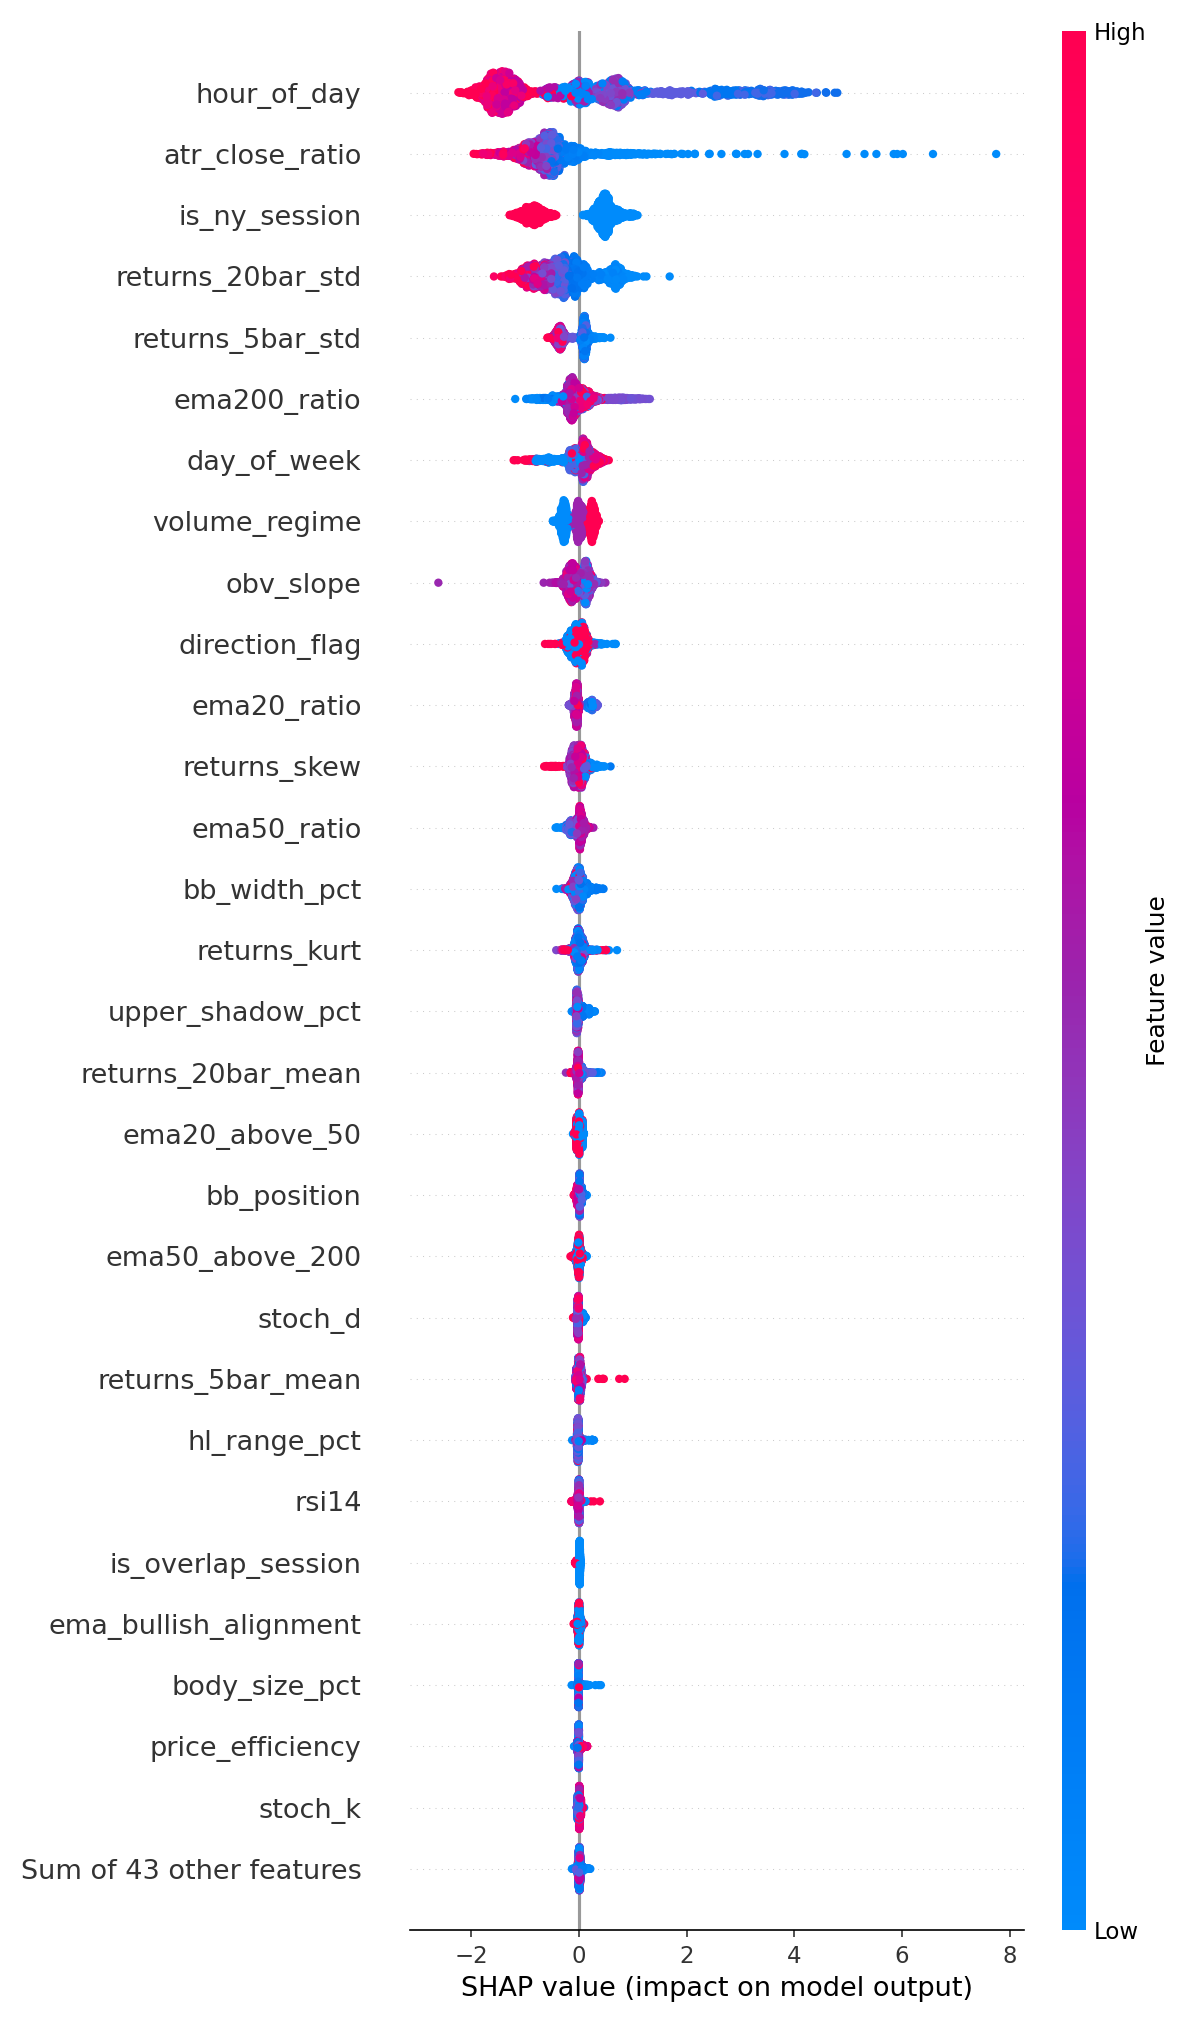 High
hour_of_day
atr_close_ratio
is_ny_session
returns_20bar_std
returns_5bar_std
ema200_ratio
day_of_week
volume_regime
obv_slope
direction_flag
ema20_ratio
returns_skew
ema50_ratio
bb_width_pct
returns_kurt
upper_shadow_pct
returns_20bar_mean
ema20_above_50
bb_position
ema50_above_200
stoch_d
returns_5bar_mean
hl_range_pct
rsi14
is_overlap_session
ema_bullish_alignment
body_size_pct
price_efficiency
stoch_k
Sum of 43 other features
Feature value
Low
−2 0 2 4 6 8
SHAP value (impact on model output)